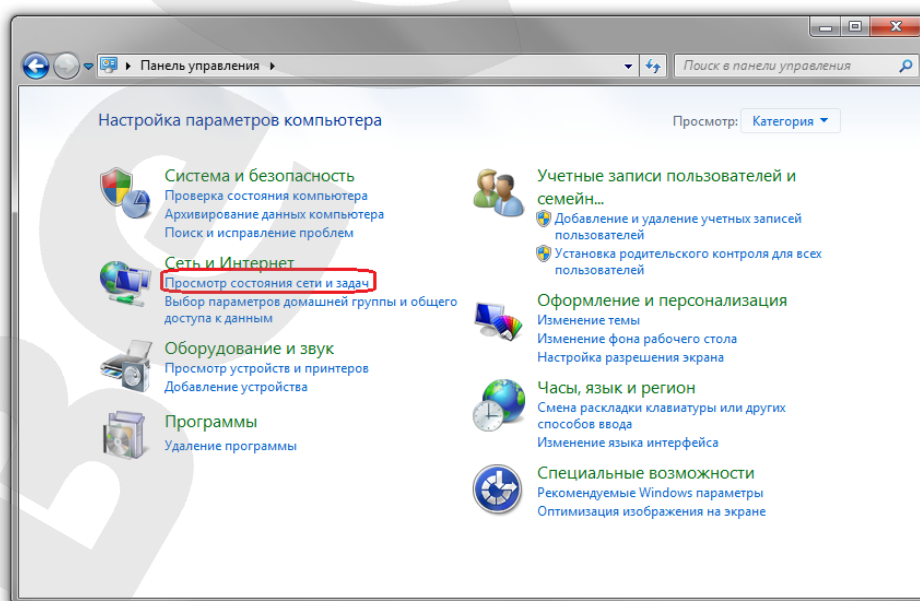 Панель управления
Поиск в панели управления
Настройка параметров компьютера
Просмотр: Категория
Система и безопасность
Проверка состояния компьютера
Архивирование данных компьютера
Поиск и исправление проблем
Сеть и Интернет
Просмотр состояния сети и задач
Выбор параметров домашней группы и общего
доступа к данным
Оборудование и звук
Просмотр устройств и принтеров
Добавление устройства
Программы
Удаление программы
Учетные записи пользователей и
семейн...
Добавление и удаление учетных записей
пользователей
Установка родительского контроля для всех
пользователей
Оформление и персонализация
Изменение темы
Изменение фона рабочего стола
Настройка разрешения экрана
Часы, язык и регион
Смена раскладки клавиатуры или других
способов ввода
Изменение языка интерфейса
Специальные возможности
Рекомендуемые Windows параметры
Оптимизация изображения на экране